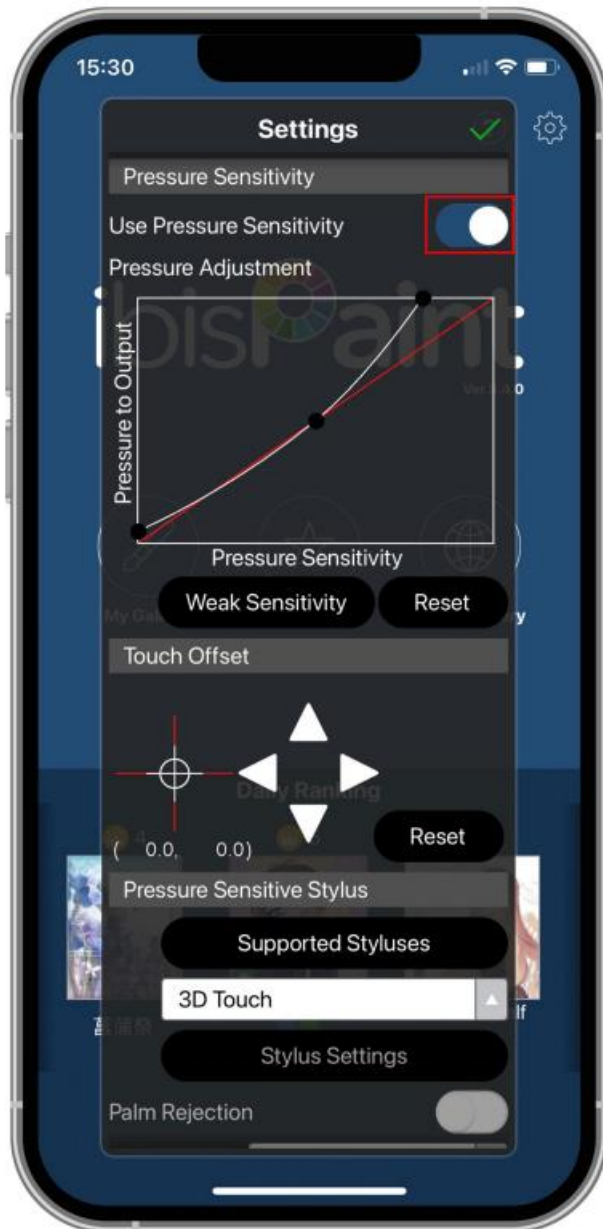 15:30
Settings
Pressure Sensitivity
Use Pressure Sensitivity
Pressure Adjustment
ibisPaint
Pressure to Output
Pressure Sensitivity
Weak Sensitivity Reset
Touch Offset
Daily Ranking
( 0.0, 0.0)
Reset
Pressure Sensitive Stylus
Supported Styluses
3D Touch
Stylus Settings
Palm Rejection